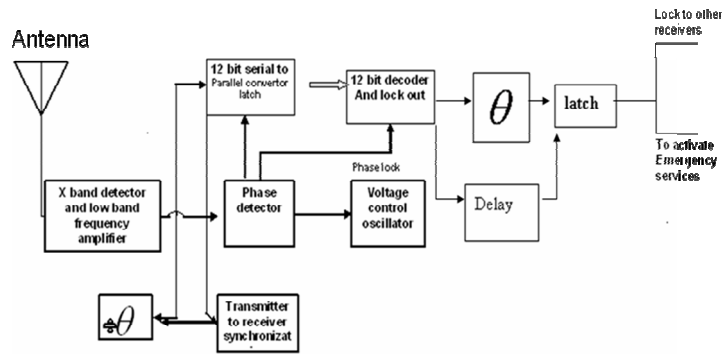 Lock to other
receivers
Antenna
12 bit serial to
Parallel convertor
latch
12 bit decoder
And lock out
θ
latch
To activate
Emergency
services
Phase lock
X band detector
and low band
frequency
amplifier
Phase
detector
Voltage
control
oscillator
Delay
÷θ
Transmitter
to receiver
synchronizat